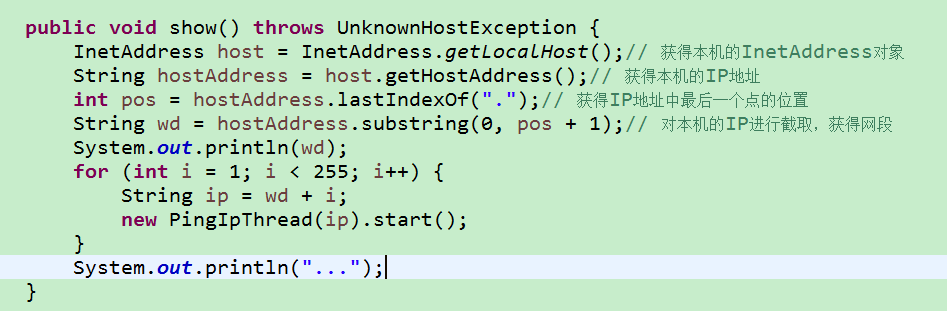 public void show() throws UnknownHostException {
InetAddress host = InetAddress.getLocalHost();// 获得本机的InetAddress对象
String hostAddress = host.getHostAddress();// 获得本机的IP地址
int pos = hostAddress.lastIndexOf(".");// 获得IP地址中最后一个点的位置
String wd = hostAddress.substring(0, pos + 1);// 对本机的IP进行截取，获得网段
System.out.println(wd);
for (int i = 1; i < 255; i++) {
String ip = wd + i;
new PingIpThread(ip).start();
}
System.out.println("...");
}